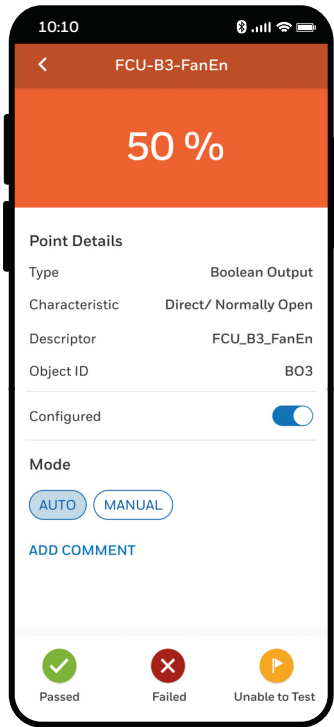 10:10
FCU-B3-FanEn
50 %
Point Details
Type Boolean Output
Characteristic Direct/ Normally Open
Descriptor FCU_B3_FanEn
Object ID BO3
Configured
Mode
AUTO MANUAL
ADD COMMENT
Passed Failed Unable to Test